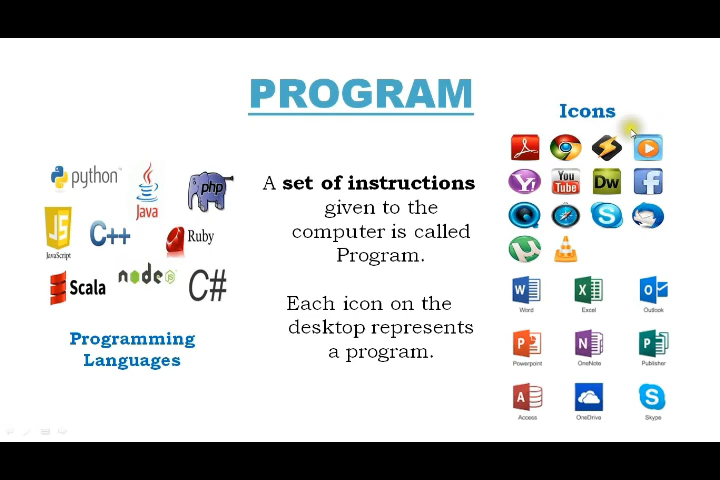 PROGRAM
Icons
python
Java
php
JavaScript
C++
Ruby
Scala
node
JS
C#
Programming
Languages
A set of instructions
given to the
computer is called
Program.
Each icon on the
desktop represents
a program.
Y!
You
Tube
Dw
f
S
µ
W
X
O
Word
Excel
Outlook
P
N
P
Powerpoint
OneNote
Publisher
A
S
Access
OneDrive
Skype